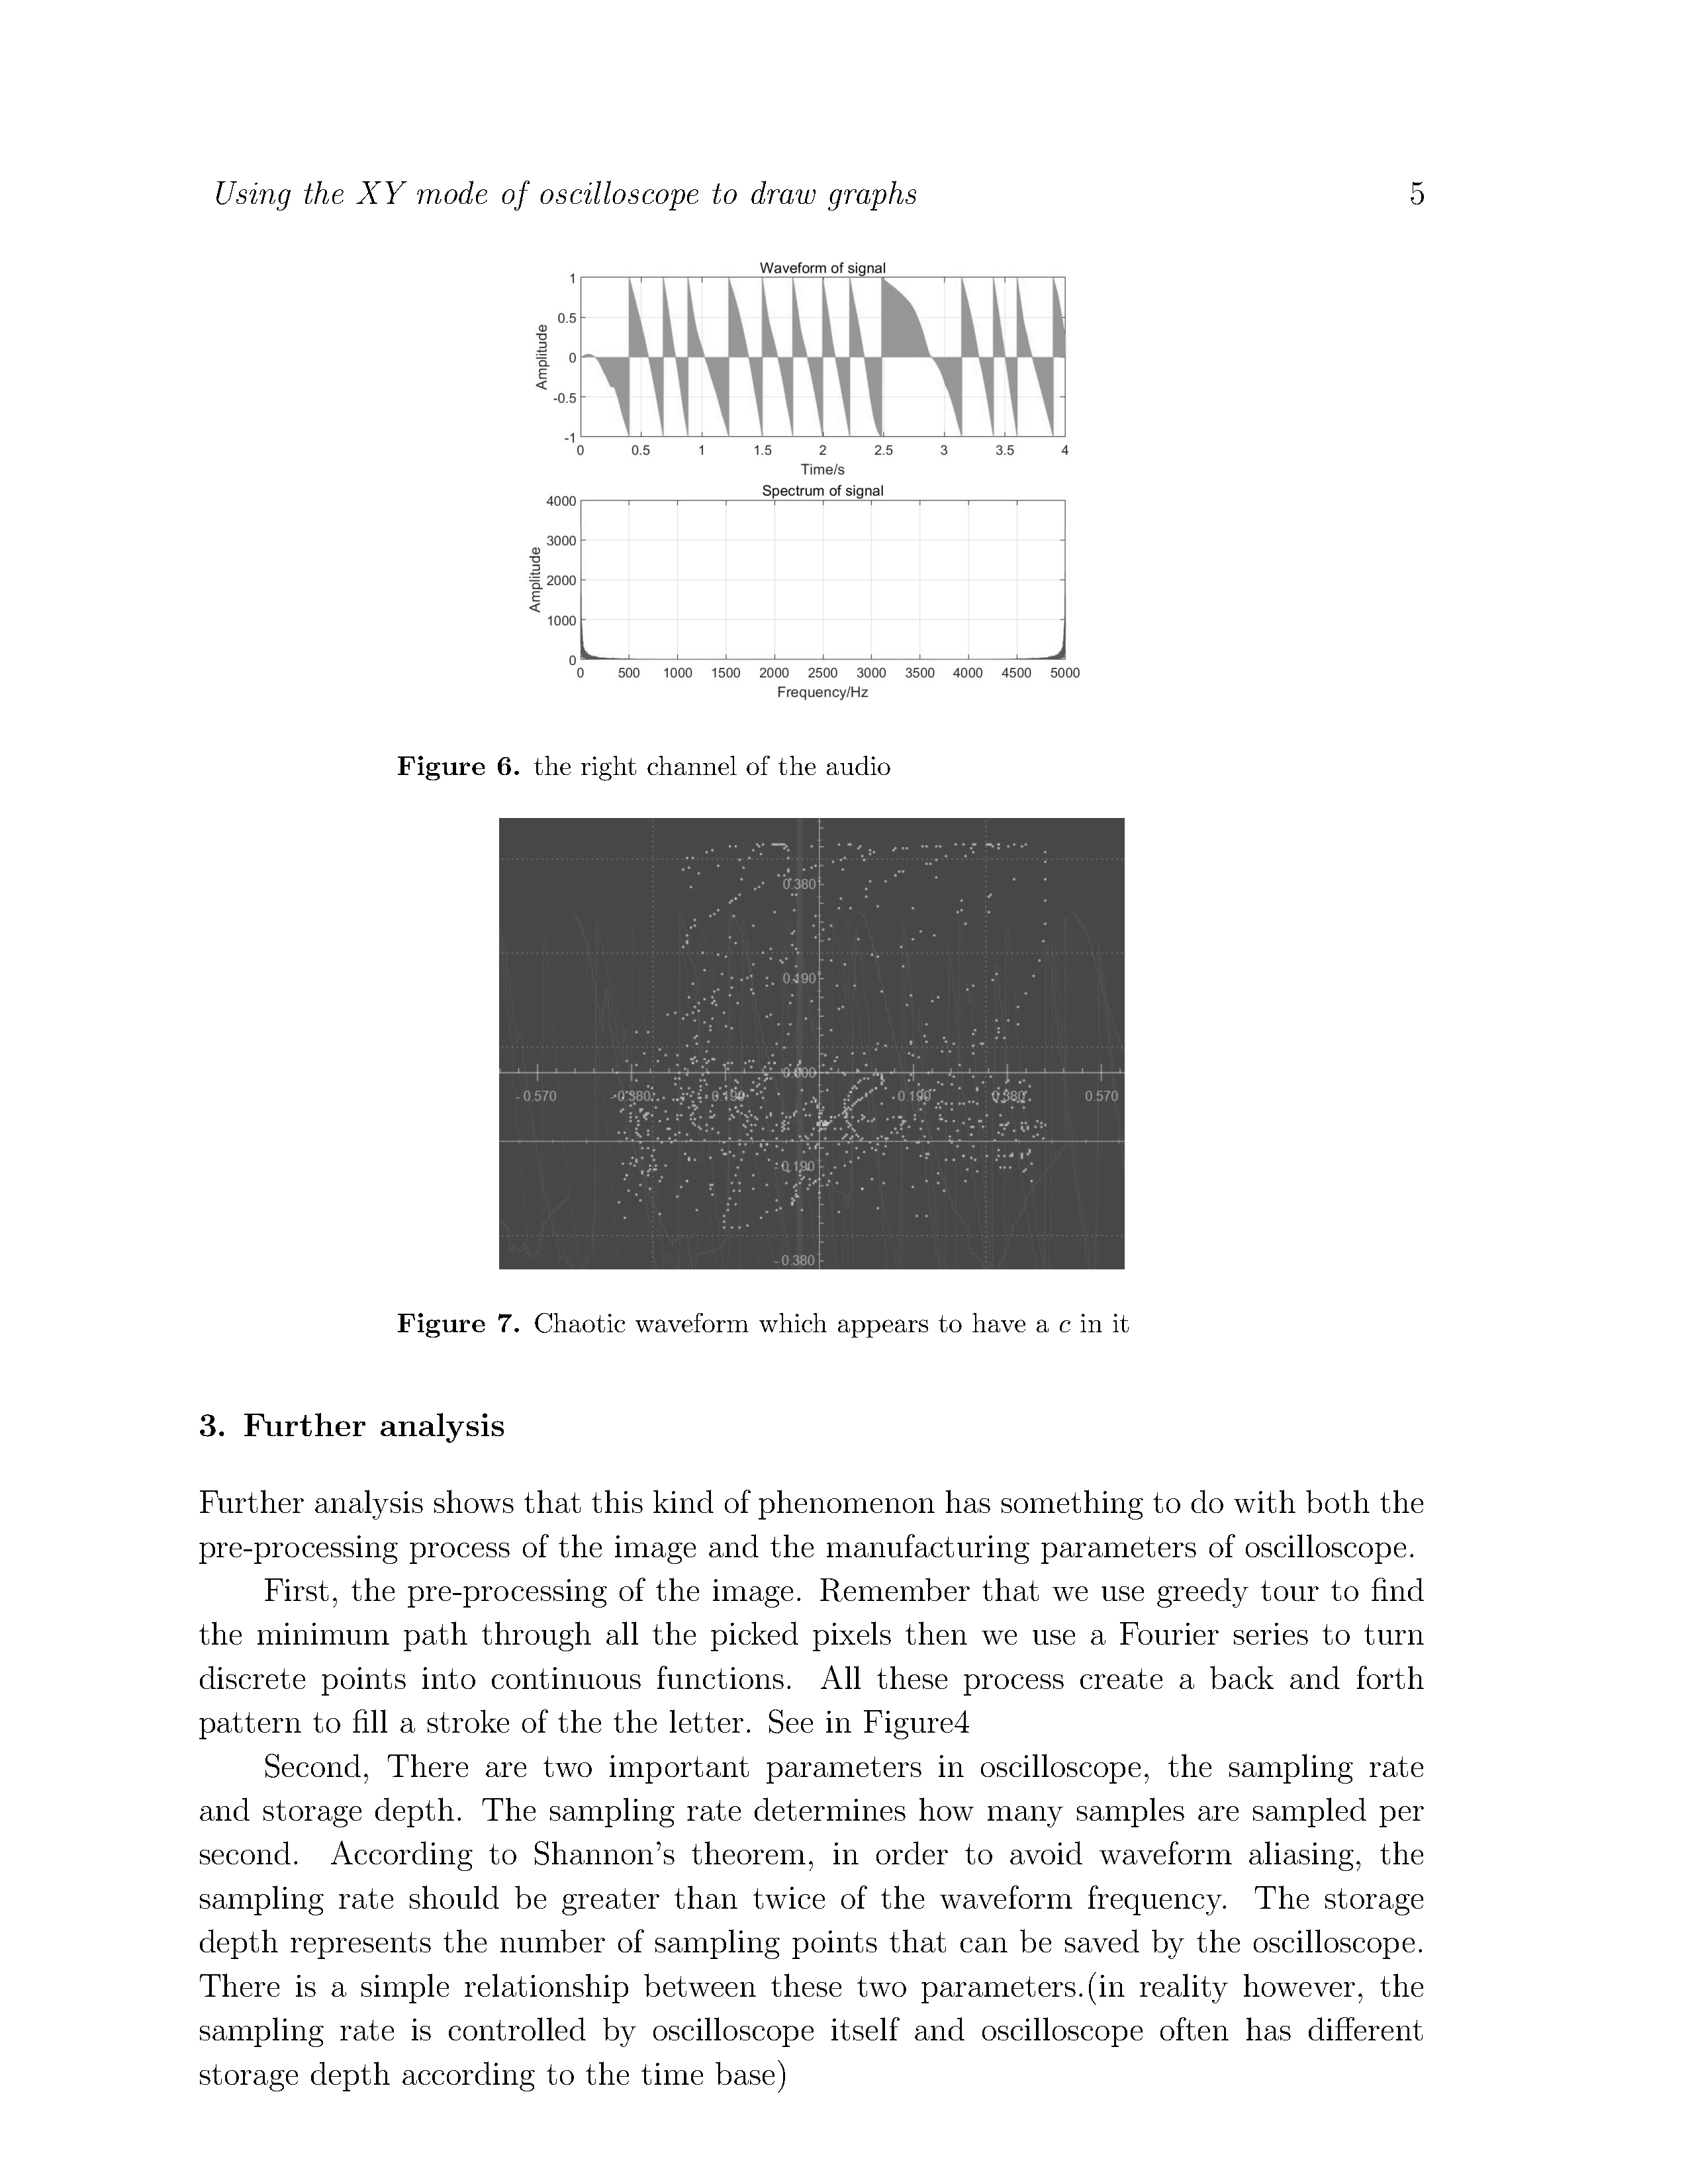 Using the XY mode of oscilloscope to draw graphs 5
Waveform of signal
1
0.5
0
-0.5
-1
Amplitude
0 0.5 1 1.5 2 2.5 3 3.5 4
Time/s
Spectrum of signal
4000
3000
2000
1000
0
Amplitude
0 500 1000 1500 2000 2500 3000 3500 4000 4500 5000
Frequency/Hz
Figure 6. the right channel of the audio
0.380
0.190
0.000
- 0.570 - 0.380 - 0.190 0.190 0.380 0.570
- 0.190
- 0.380
Figure 7. Chaotic waveform which appears to have a c in it
3. Further analysis
Further analysis shows that this kind of phenomenon has something to do with both the
pre-processing process of the image and the manufacturing parameters of oscilloscope.
First, the pre-processing of the image. Remember that we use greedy tour to find
the minimum path through all the picked pixels then we use a Fourier series to turn
discrete points into continuous functions. All these process create a back and forth
pattern to fill a stroke of the the letter. See in Figure4
Second, There are two important parameters in oscilloscope, the sampling rate
and storage depth. The sampling rate determines how many samples are sampled per
second. According to Shannon's theorem, in order to avoid waveform aliasing, the
sampling rate should be greater than twice of the waveform frequency. The storage
depth represents the number of sampling points that can be saved by the oscilloscope.
There is a simple relationship between these two parameters.(in reality however, the
sampling rate is controlled by oscilloscope itself and oscilloscope often has different
storage depth according to the time base)